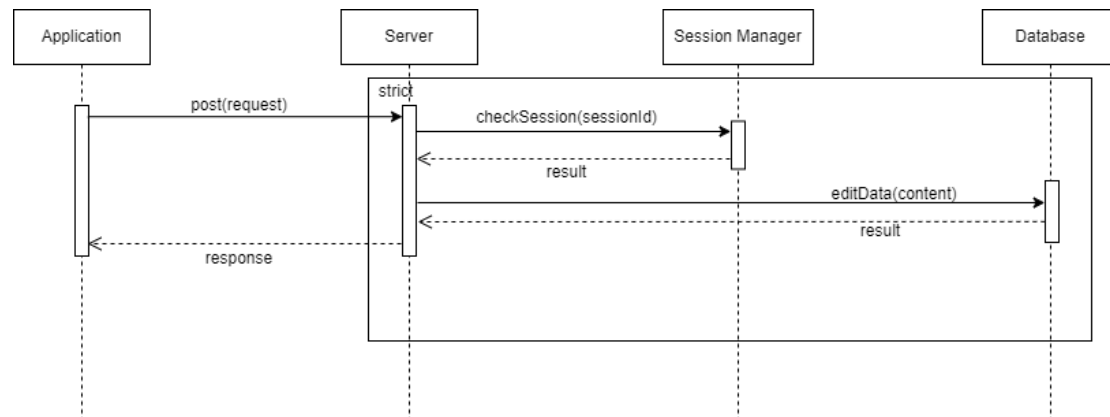 Application
Server
Session Manager
Database
strict
post(request)
checkSession(sessionId)
result
editData(content)
result
response